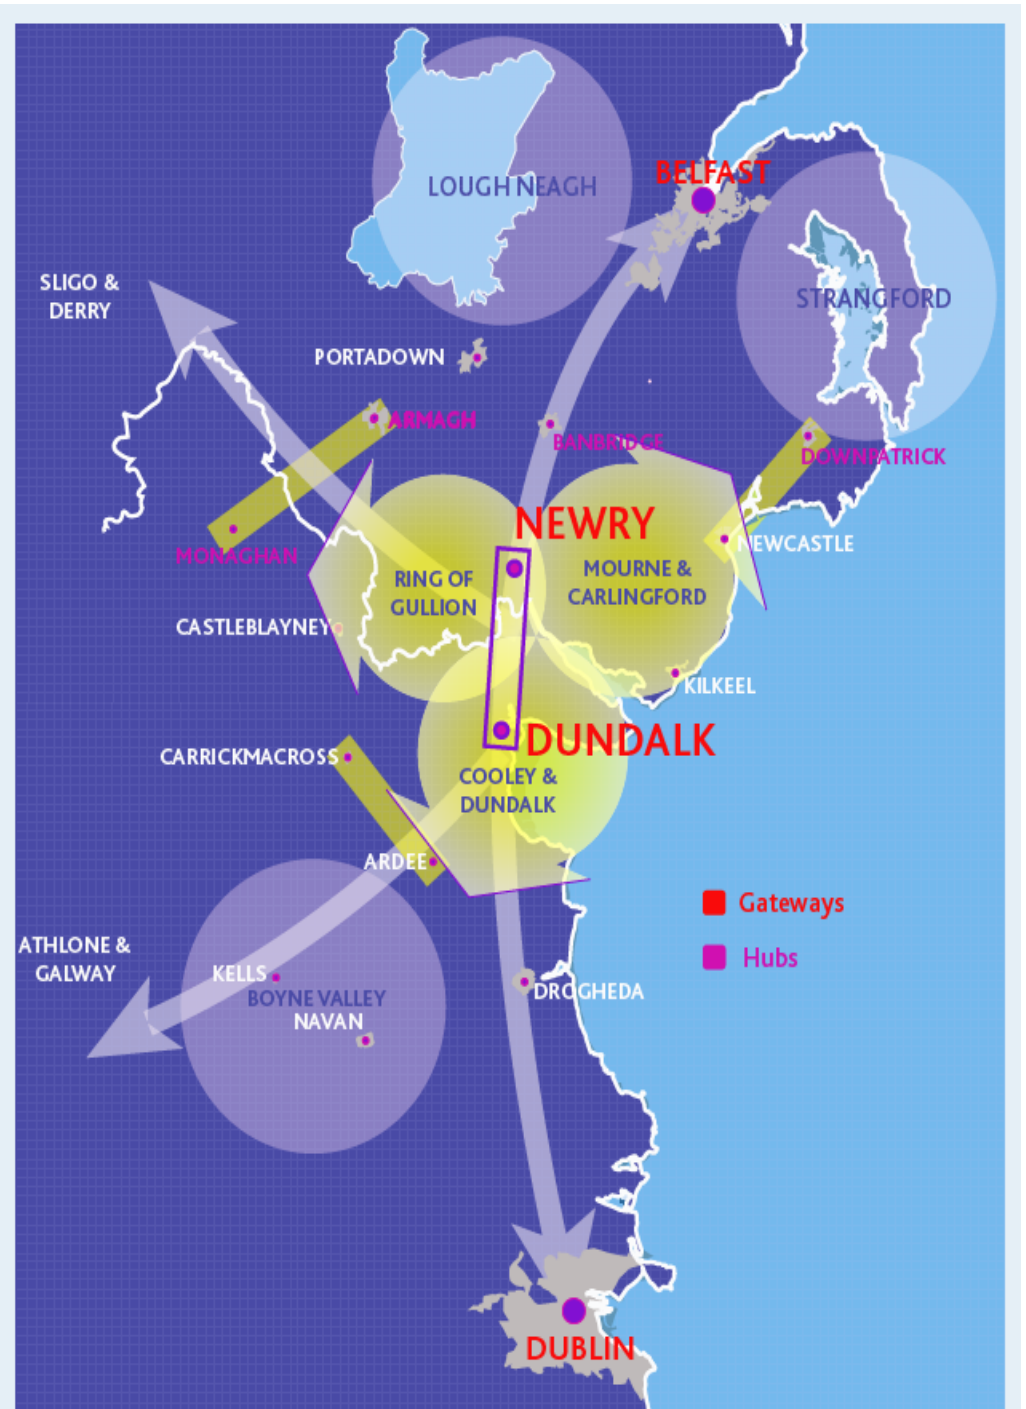 BELFAST
LOUGH NEAGH
SLIGO &
DERRY
STRANGFORD
PORTADOWN
ARMAGH
BANBRIDGE
DOWNPATRICK
NEWRY
NEWCASTLE
MONAGHAN
RING OF
GULLION
MOURNE &
CARLINGFORD
CASTLEBLAYNEY
KILKEEL
DUNDALK
CARRICKMACROSS
COOLEY &
DUNDALK
ARDEE
Gateways
Hubs
ATHLONE &
GALWAY
KELLS
BOYNE VALLEY
NAVAN
DROGHEDA
DUBLIN